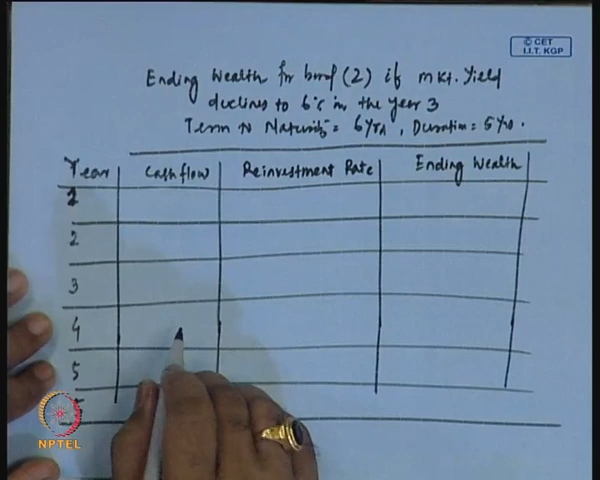 © CET
I.I.T. KGP
Ending Wealth for bond (2) if mkt. Yield
declines to 6% in the year 3
Term to Maturity = 6 yrs, Duration = 5 yrs.
Year Cash flow Reinvestment Rate Ending Wealth
1
2
3
4
5
NPTEL